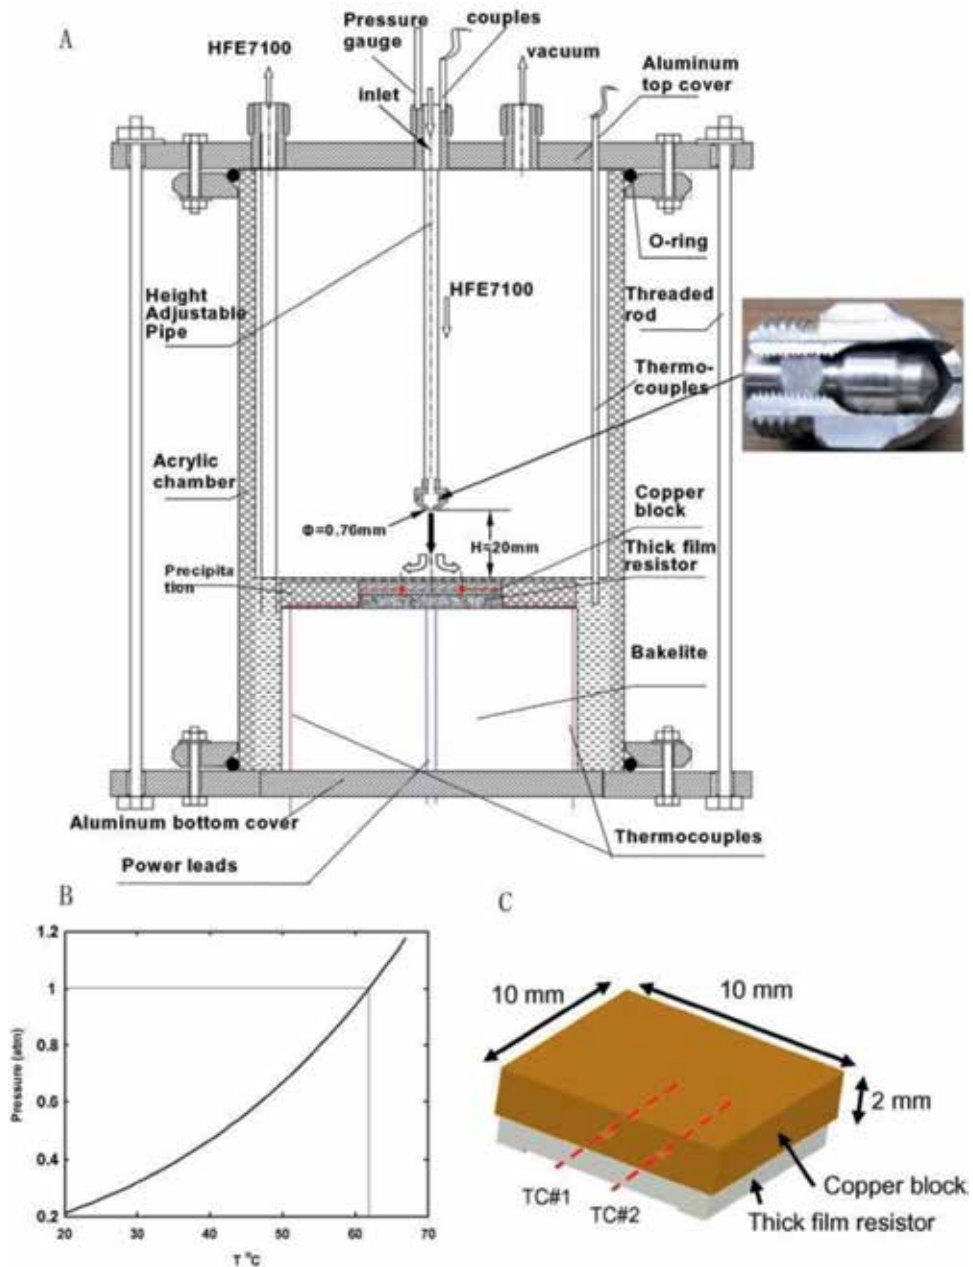 A
Pressure
gauge
couples
HFE7100
vacuum
Aluminum
top cover
inlet
O-ring
Height
Adjustable
Pipe
HFE7100
Threaded
rod
Thermo-
couples
Acrylic
chamber
Copper
block
Φ=0.76mm
H=20mm
Thick film
resistor
Precipita
tion
Bakelite
Aluminum bottom cover
Thermocouples
Power leads
B
C
1.2
1
0.8
0.6
0.4
0.2
Pressure (atm)
20
30
40
50
60
70
T °C
10 mm
10 mm
2 mm
TC#1
TC#2
Copper block
Thick film resistor